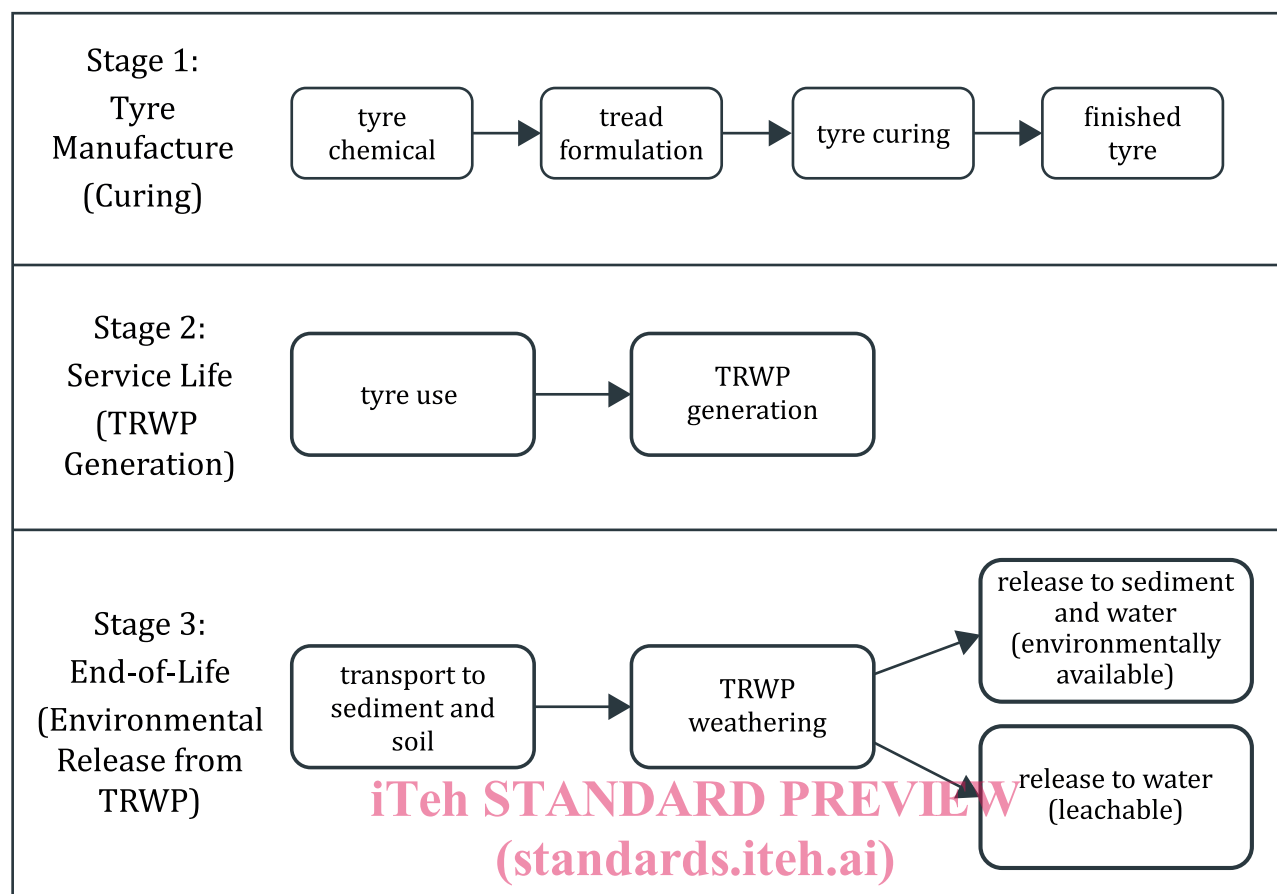 Stage 1:
Tyre
Manufacture
(Curing)
tyre
chemical
tread
formulation
tyre curing
finished
tyre
Stage 2:
Service Life
(TRWP
Generation)
tyre use
TRWP
generation
Stage 3:
End-of-Life
(Environmental
Release from
TRWP)
transport to
sediment and
soil
TRWP
weathering
release to sediment
and water
(environmentally
available)
release to water
(leachable)
iTeh STANDARD PREVIEW
(standards.iteh.ai)